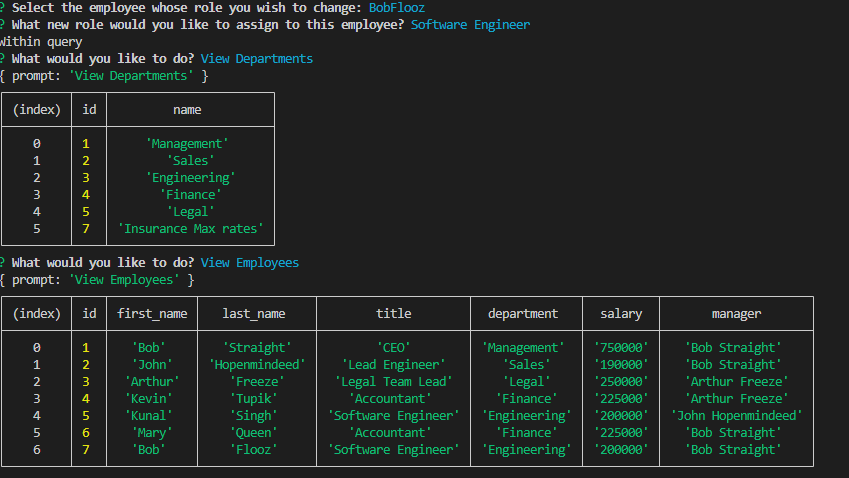 ? Select the employee whose role you wish to change: BobFlooz
? What new role would you like to assign to this employee? Software Engineer
Within query
? What would you like to do? View Departments
{ prompt: 'View Departments' }
(index) id name
0 1 'Management'
1 2 'Sales'
2 3 'Engineering'
3 4 'Finance'
4 5 'Legal'
5 7 'Insurance Max rates'
? What would you like to do? View Employees
{ prompt: 'View Employees' }
(index) id first_name last_name title department salary manager
0 1 'Bob' 'Straight' 'CEO' 'Management' '750000' 'Bob Straight'
1 2 'John' 'Hopenmindeed' 'Lead Engineer' 'Sales' '190000' 'Bob Straight'
2 3 'Arthur' 'Freeze' 'Legal Team Lead' 'Legal' '250000' 'Arthur Freeze'
3 4 'Kevin' 'Tupik' 'Accountant' 'Finance' '225000' 'Arthur Freeze'
4 5 'Kunal' 'Singh' 'Software Engineer' 'Engineering' '200000' 'John Hopenmindeed'
5 6 'Mary' 'Queen' 'Accountant' 'Finance' '225000' 'Bob Straight'
6 7 'Bob' 'Flooz' 'Software Engineer' 'Engineering' '200000' 'Bob Straight'